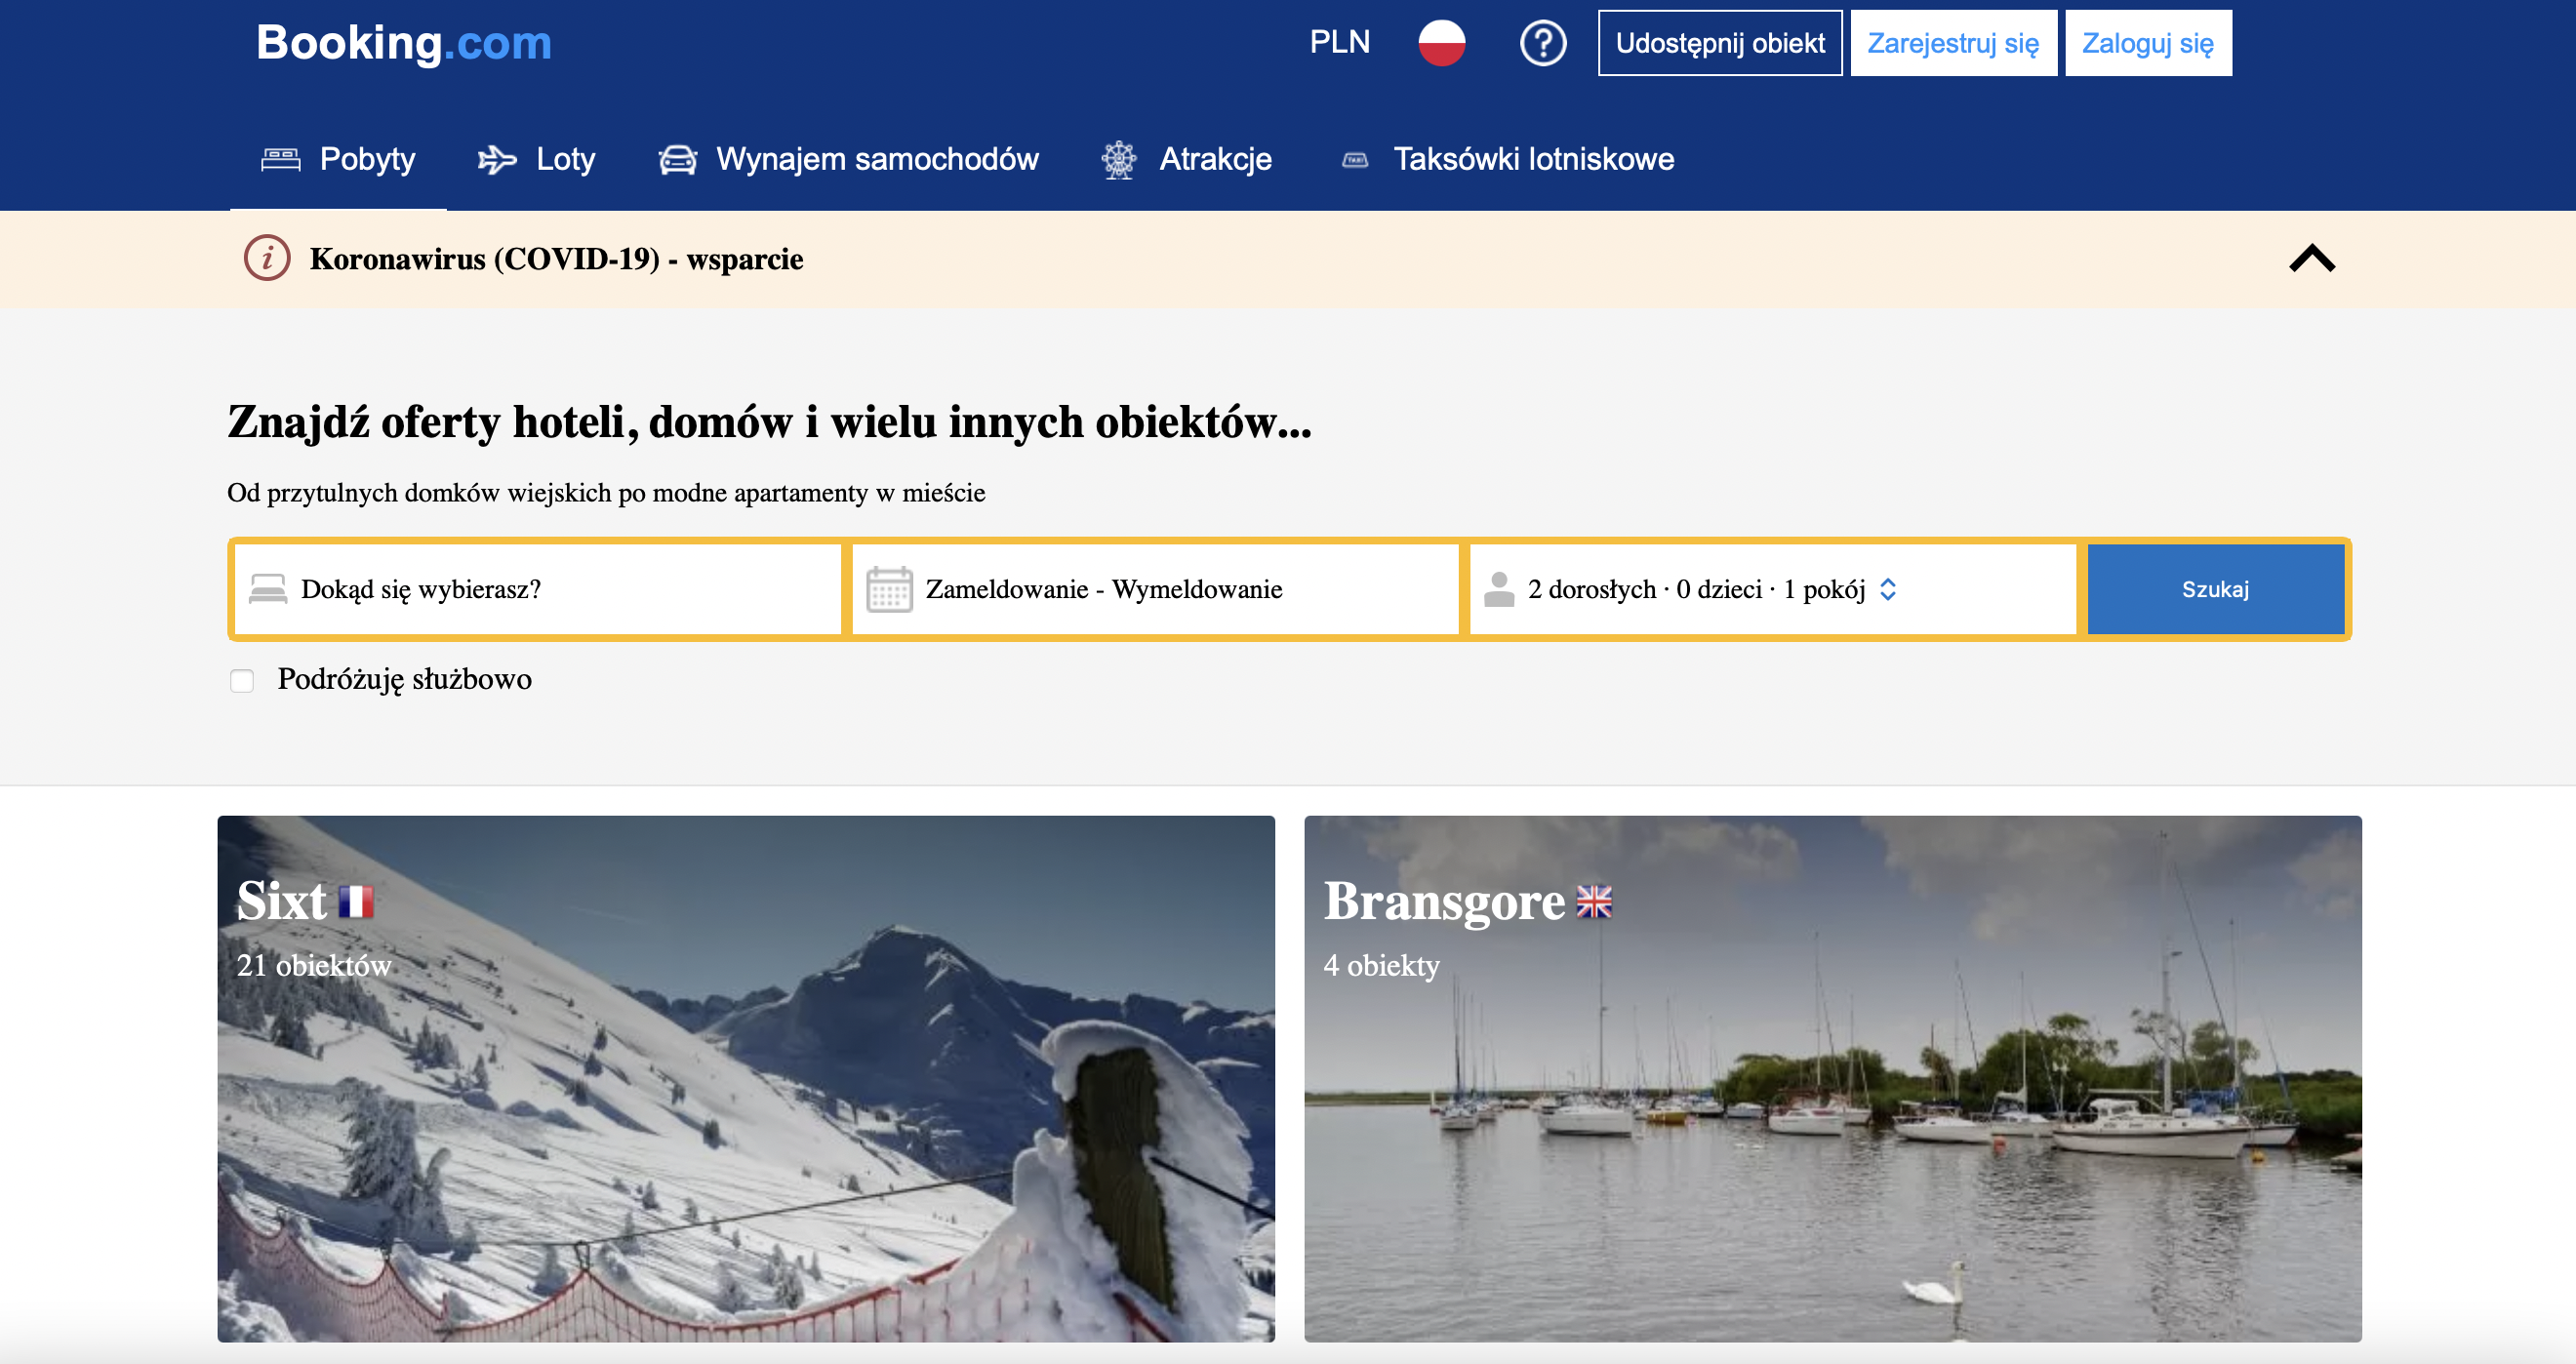 Booking.com
PLN
Udostępnij obiekt
Zarejestruj się
Zaloguj się
Pobyty
Loty
Wynajem samochodów
Atrakcje
TAXI
Taksówki lotniskowe
Koronawirus (COVID-19) - wsparcie
Znajdź oferty hoteli, domów i wielu innych obiektów...
Od przytulnych domków wiejskich po modne apartamenty w mieście
Dokąd się wybierasz?
Zameldowanie - Wymeldowanie
2 dorosłych · 0 dzieci · 1 pokój
Szukaj
Podróżuję służbowo
Sixt
21 obiektów
Bransgore
4 obiekty